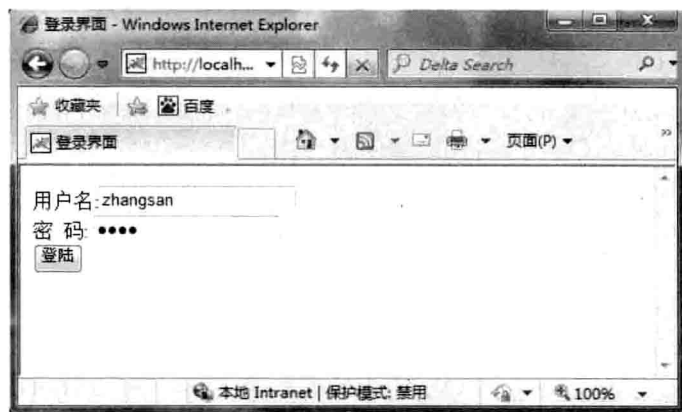 登录界面 - Windows Internet Explorer
http://localh...
Delta Search
收藏夹 百度
登录界面 页面(P) »
用户名:zhangsan
密 码: ●●●●
登陆
本地 Intranet | 保护模式: 禁用 100%